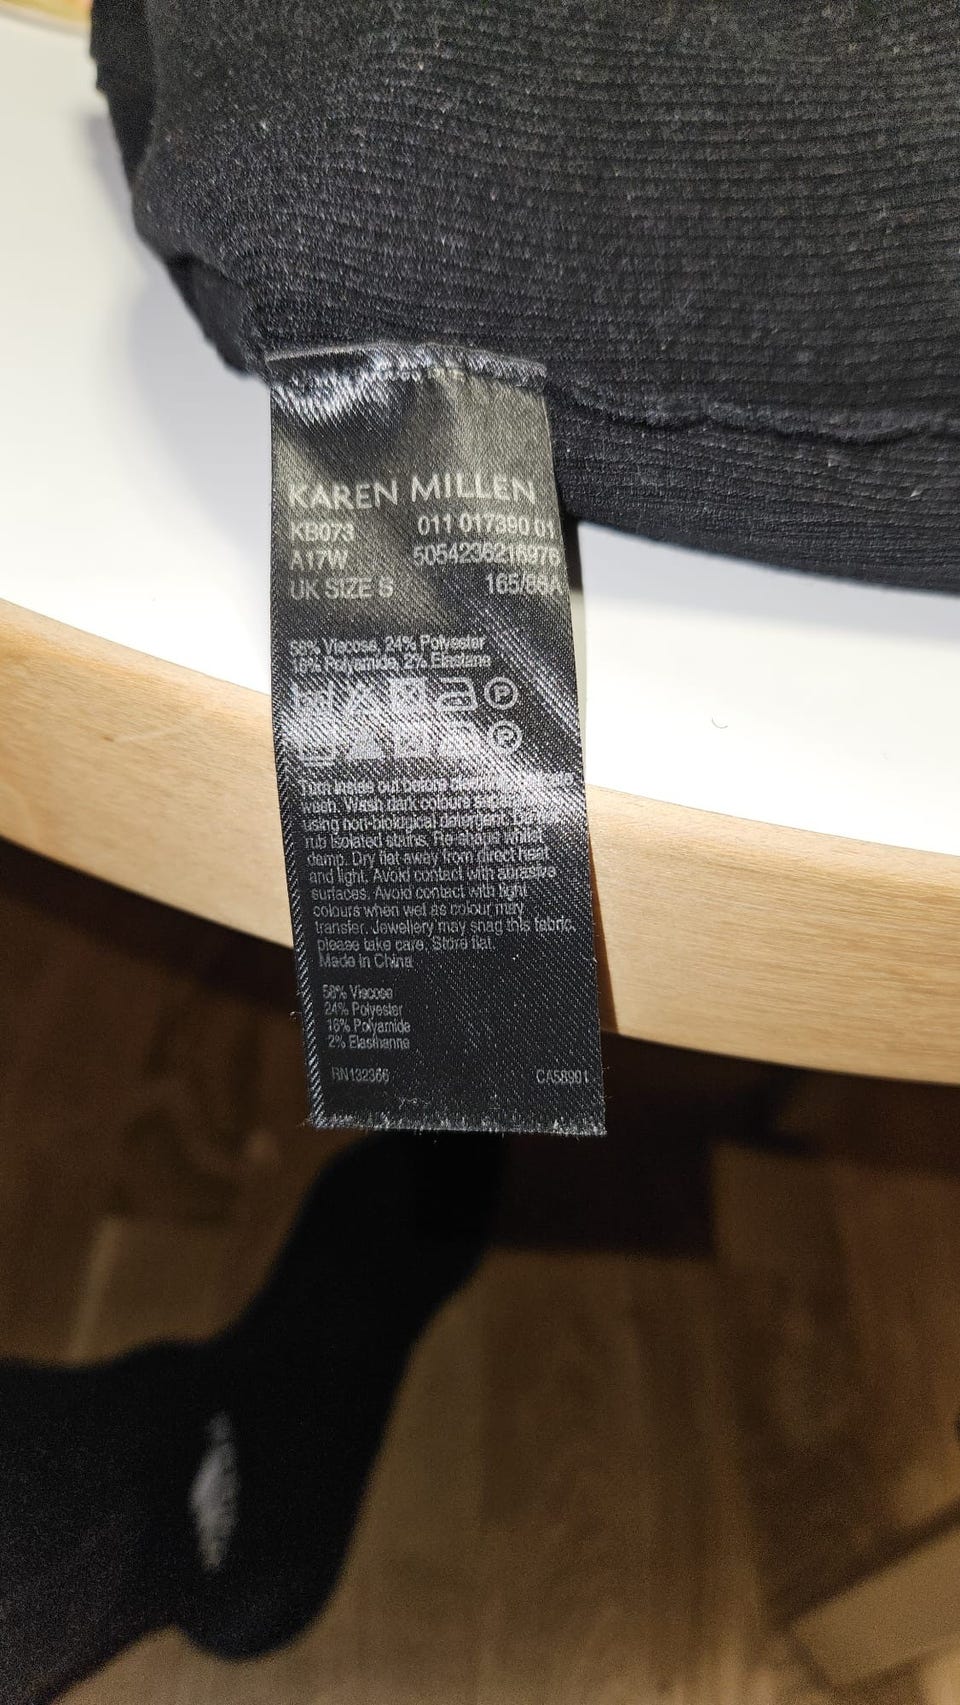 KAREN MILLEN
KB073 011 017390 01
A17W
UK SIZE S
58% Viscose, 24% Polyester
16% Polyamide, 2% Elastane
P
P
Turn inside out before
wash. Wash dark colours
using non-biological detergent.
rub isolated stains. Re-shape whilst
damp. Dry flat away from direct heat
and light. Avoid contact with abrasive
surfaces. Avoid contact with light
colours when wet as colour may
transfer. Jewellery may snag this fabric,
please take care. Store flat.
Made in China
58% Viscose
24% Polyester
16% Polyamide
2% Elasthanne
RN132366 CA58901